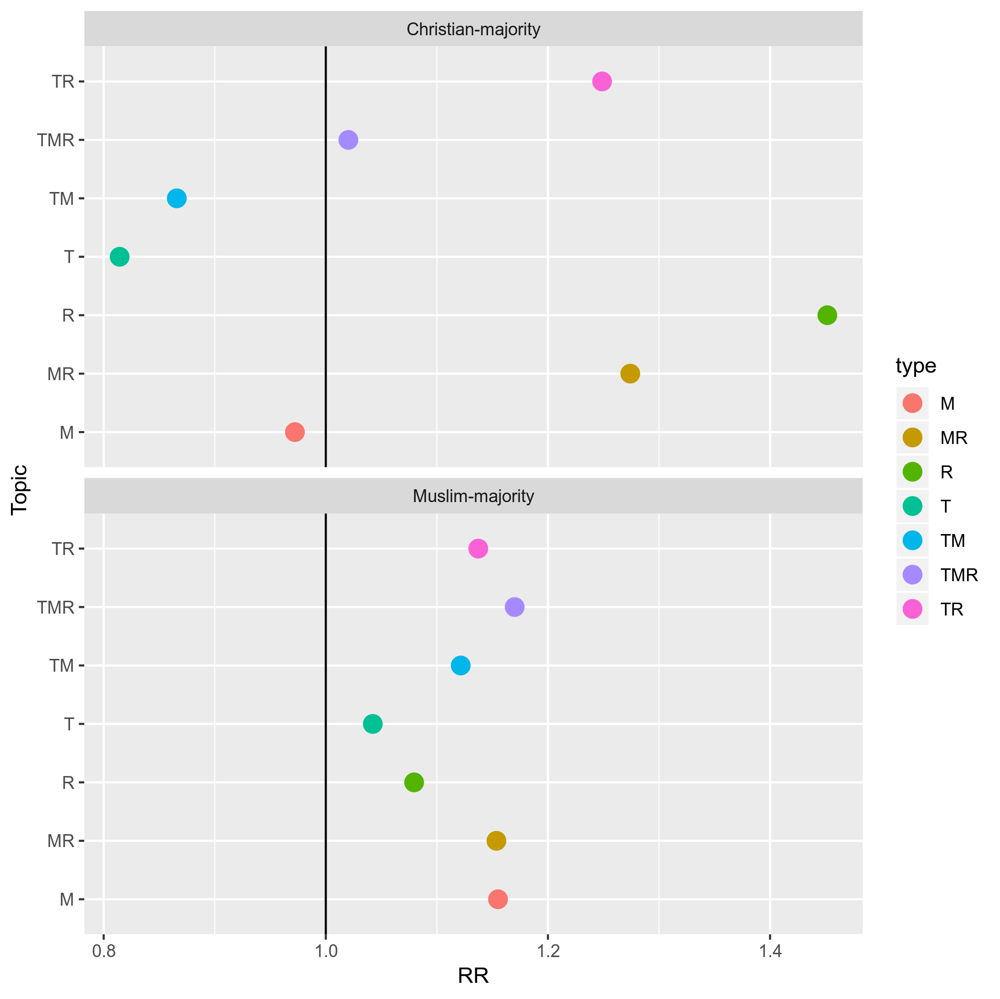 Christian-majority
TR
TMR
TM
T
R
MR
M
Topic
Muslim-majority
TR
TMR
TM
T
R
MR
M
0.8 1.0 1.2 1.4
RR
type
M
MR
R
T
TM
TMR
TR